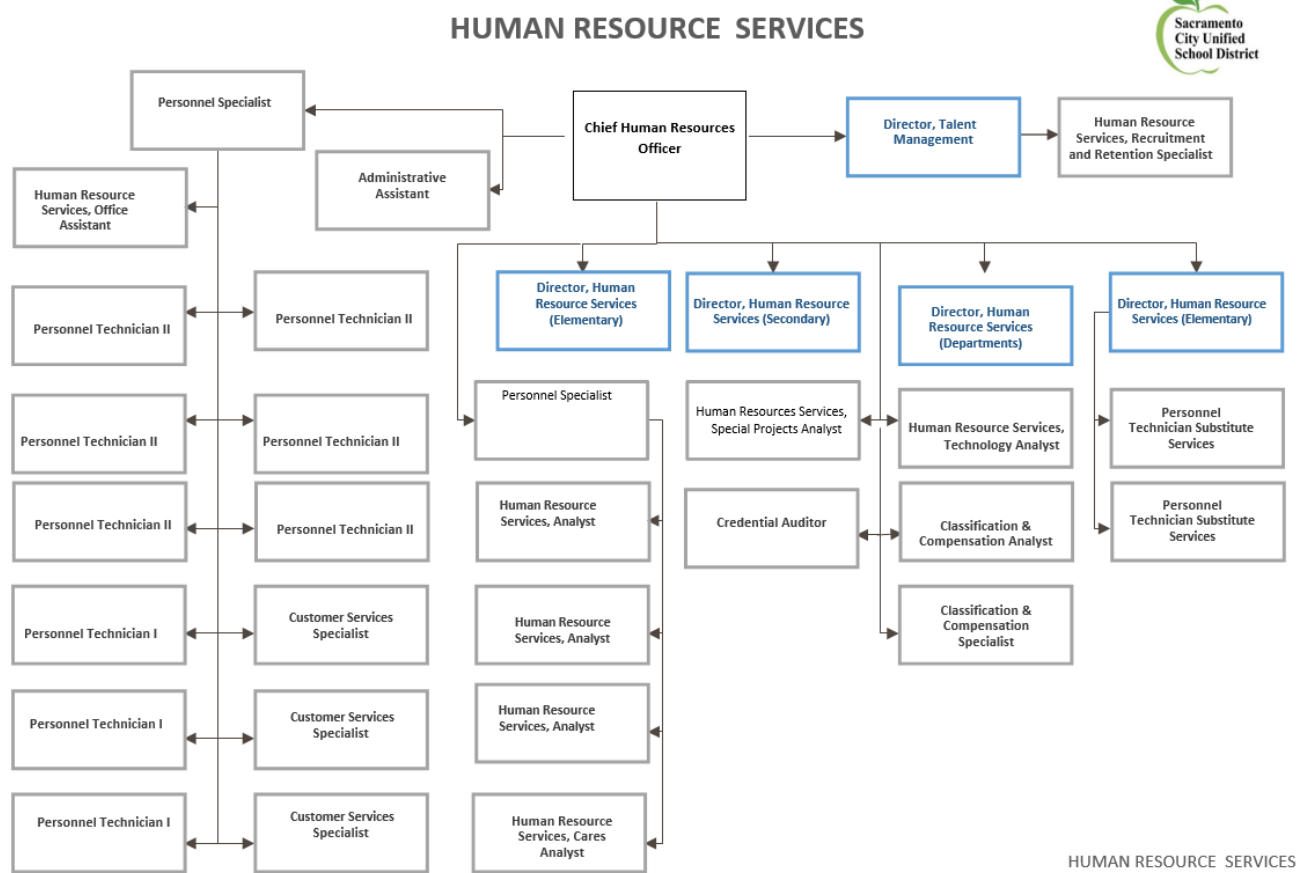 HUMAN RESOURCE SERVICES
Sacramento
City Unified
School District
Personnel Specialist
Chief Human Resources
Officer
Director, Talent
Management
Human Resource
Services, Recruitment
and Retention Specialist
Administrative
Assistant
Human Resource
Services, Office
Assistant
Director, Human
Resource Services
(Elementary)
Director, Human Resource
Services (Secondary)
Director, Human
Resource Services
(Departments)
Director, Human Resource
Services (Elementary)
Personnel Technician II
Personnel Technician II
Personnel Specialist
Human Resources Services,
Special Projects Analyst
Human Resource Services,
Technology Analyst
Personnel
Technician Substitute
Services
Personnel Technician II
Personnel Technician II
Human Resource
Services, Analyst
Credential Auditor
Classification &
Compensation Analyst
Personnel
Technician Substitute
Services
Personnel Technician II
Personnel Technician II
Personnel Technician I
Customer Services
Specialist
Human Resource
Services, Analyst
Classification &
Compensation
Specialist
Personnel Technician I
Customer Services
Specialist
Human Resource
Services, Analyst
Personnel Technician I
Customer Services
Specialist
Human Resource
Services, Cares
Analyst
HUMAN RESOURCE SERVICES